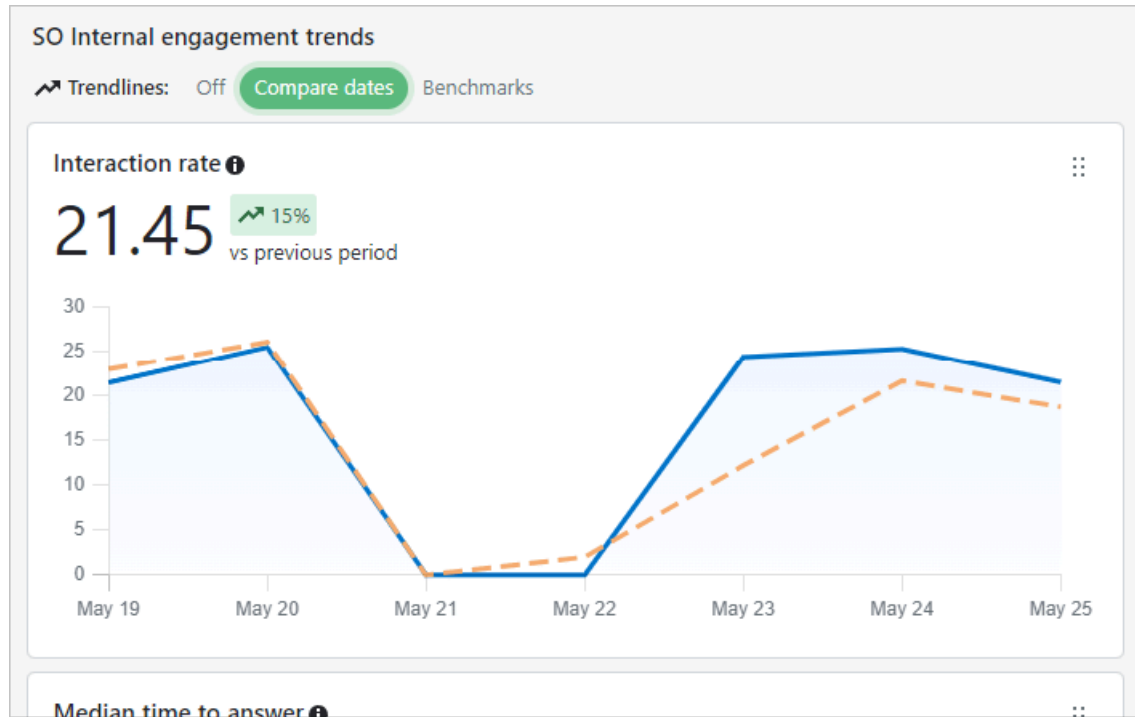 SO Internal engagement trends
Trendlines: Off Compare dates Benchmarks
Interaction rate
21.45 15%
vs previous period
30
25
20
15
10
5
0
May 19 May 20 May 21 May 22 May 23 May 24 May 25
Median time to answer